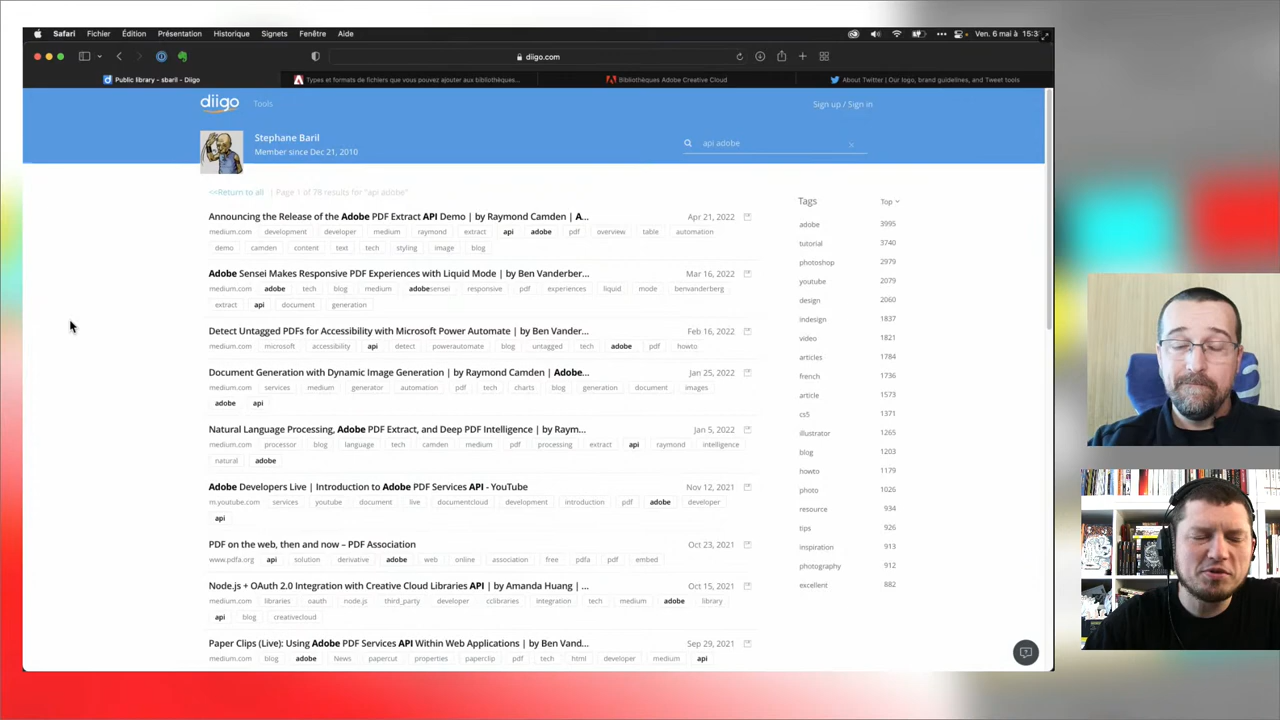 Safari Fichier Édition Présentation Historique Signets Fenêtre Aide Ven. 6 mai à 15:3
diigo.com
Public library - sbaril - Diigo Types et formats de fichiers que vous pouvez ajouter aux bibliothèques... Bibliothèques Adobe Creative Cloud About Twitter | Our logo, brand guidelines, and Tweet tools
diigo Tools Sign up / Sign in
Stephane Baril
Member since Dec 21, 2010
api adobe x
<<Return to all | Page 1 of 78 results for "api adobe"
Announcing the Release of the Adobe PDF Extract API Demo | by Raymond Camden | A... Apr 21, 2022
medium.com development developer medium raymond extract api adobe pdf overview table automation
demo camden content text tech styling image blog
Adobe Sensei Makes Responsive PDF Experiences with Liquid Mode | by Ben Vanderber... Mar 16, 2022
medium.com adobe tech blog medium adobesensei responsive pdf experiences liquid mode benvanderberg
extract api document generation
Detect Untagged PDFs for Accessibility with Microsoft Power Automate | by Ben Vander... Feb 16, 2022
medium.com microsoft accessibility api detect powerautomate blog untagged tech adobe pdf howto
Document Generation with Dynamic Image Generation | by Raymond Camden | Adobe... Jan 25, 2022
medium.com services medium generator automation pdf tech charts blog generation document images
adobe api
Natural Language Processing, Adobe PDF Extract, and Deep PDF Intelligence | by Raym... Jan 5, 2022
medium.com processor blog language tech camden medium pdf processing extract api raymond intelligence
natural adobe
Adobe Developers Live | Introduction to Adobe PDF Services API - YouTube Nov 12, 2021
m.youtube.com services youtube document live documentcloud development introduction pdf adobe developer
api
PDF on the web, then and now – PDF Association Oct 23, 2021
www.pdfa.org api solution derivative adobe web online association free pdfa pdf embed
Node.js + OAuth 2.0 Integration with Creative Cloud Libraries API | by Amanda Huang | ... Oct 15, 2021
medium.com libraries oauth node.js third_party developer cclibraries integration tech medium adobe library
api blog creativecloud
Paper Clips (Live): Using Adobe PDF Services API Within Web Applications | by Ben Vand... Sep 29, 2021
medium.com blog adobe News papercut properties paperclip pdf tech html developer medium api
Tags Top
adobe 3995
tutorial 3740
photoshop 2979
youtube 2079
design 2060
indesign 1837
video 1821
articles 1784
french 1736
article 1573
cs5 1371
illustrator 1265
blog 1203
howto 1179
photo 1026
resource 934
tips 926
inspiration 913
photography 912
excellent 882